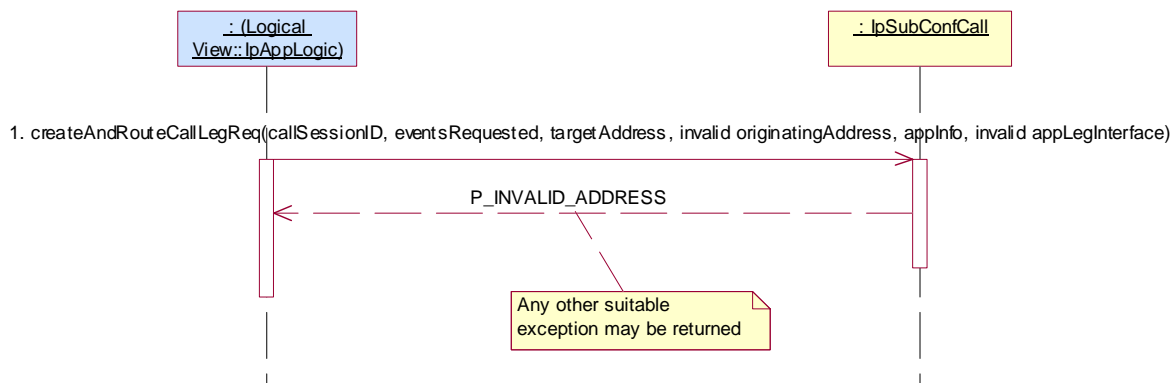 : (Logical
View::IpAppLogic)
: IpSubConfCall
1. createAndRouteCallLegReq(callSessionID, eventsRequested, targetAddress, invalid originatingAddress, appInfo, invalid appLegInterface)
P_INVALID_ADDRESS
Any other suitable
exception may be returned